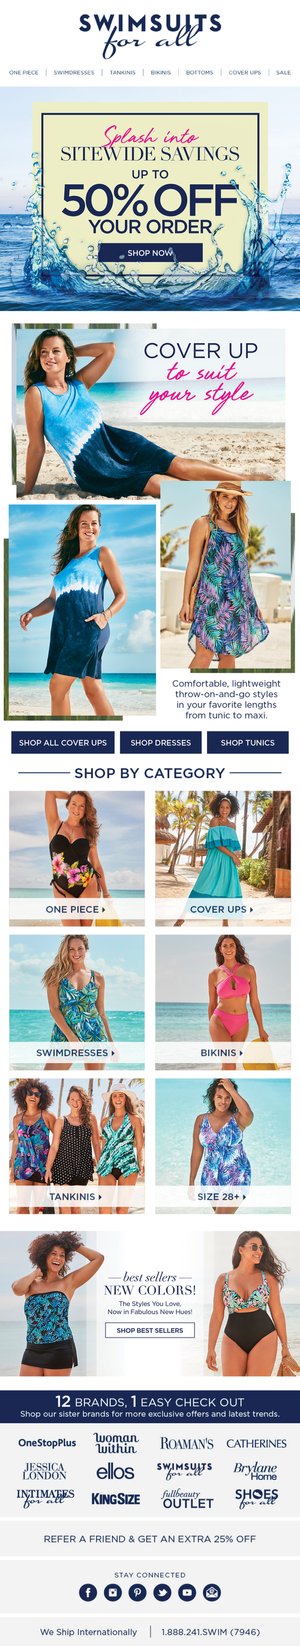 SWIMSUITS
for all
ONE PIECE | SWIMDRESSES | TANKINIS | BIKINIS | BOTTOMS | COVER UPS | SALE
Splash into
SITEWIDE SAVINGS
UP TO
50% OFF
YOUR ORDER
SHOP NOW
COVER UP
to suit
your style
Comfortable, lightweight
throw-on-and-go styles
in your favorite lengths
from tunic to maxi.
SHOP ALL COVER UPS
SHOP DRESSES
SHOP TUNICS
SHOP BY CATEGORY
ONE PIECE
COVER UPS
SWIMDRESSES
BIKINIS
TANKINIS
SIZE 28+
best sellers
NEW COLORS!
The Styles You Love,
Now in Fabulous New Hues!
SHOP BEST SELLERS
12 BRANDS, 1 EASY CHECK OUT
Shop our sister brands for more exclusive offers and latest trends.
OneStopPlus
woman
within
ROAMAN'S
CATHERINES
JESSICA
LONDON
ellos
SWIMSUITS
for all
Brylane
Home
INTIMATES
for all
KINGSIZE
fullbeauty
OUTLET
SHOES
for all
REFER A FRIEND & GET AN EXTRA 25% OFF
STAY CONNECTED
We Ship Internationally | 1.888.241.SWIM (7946)